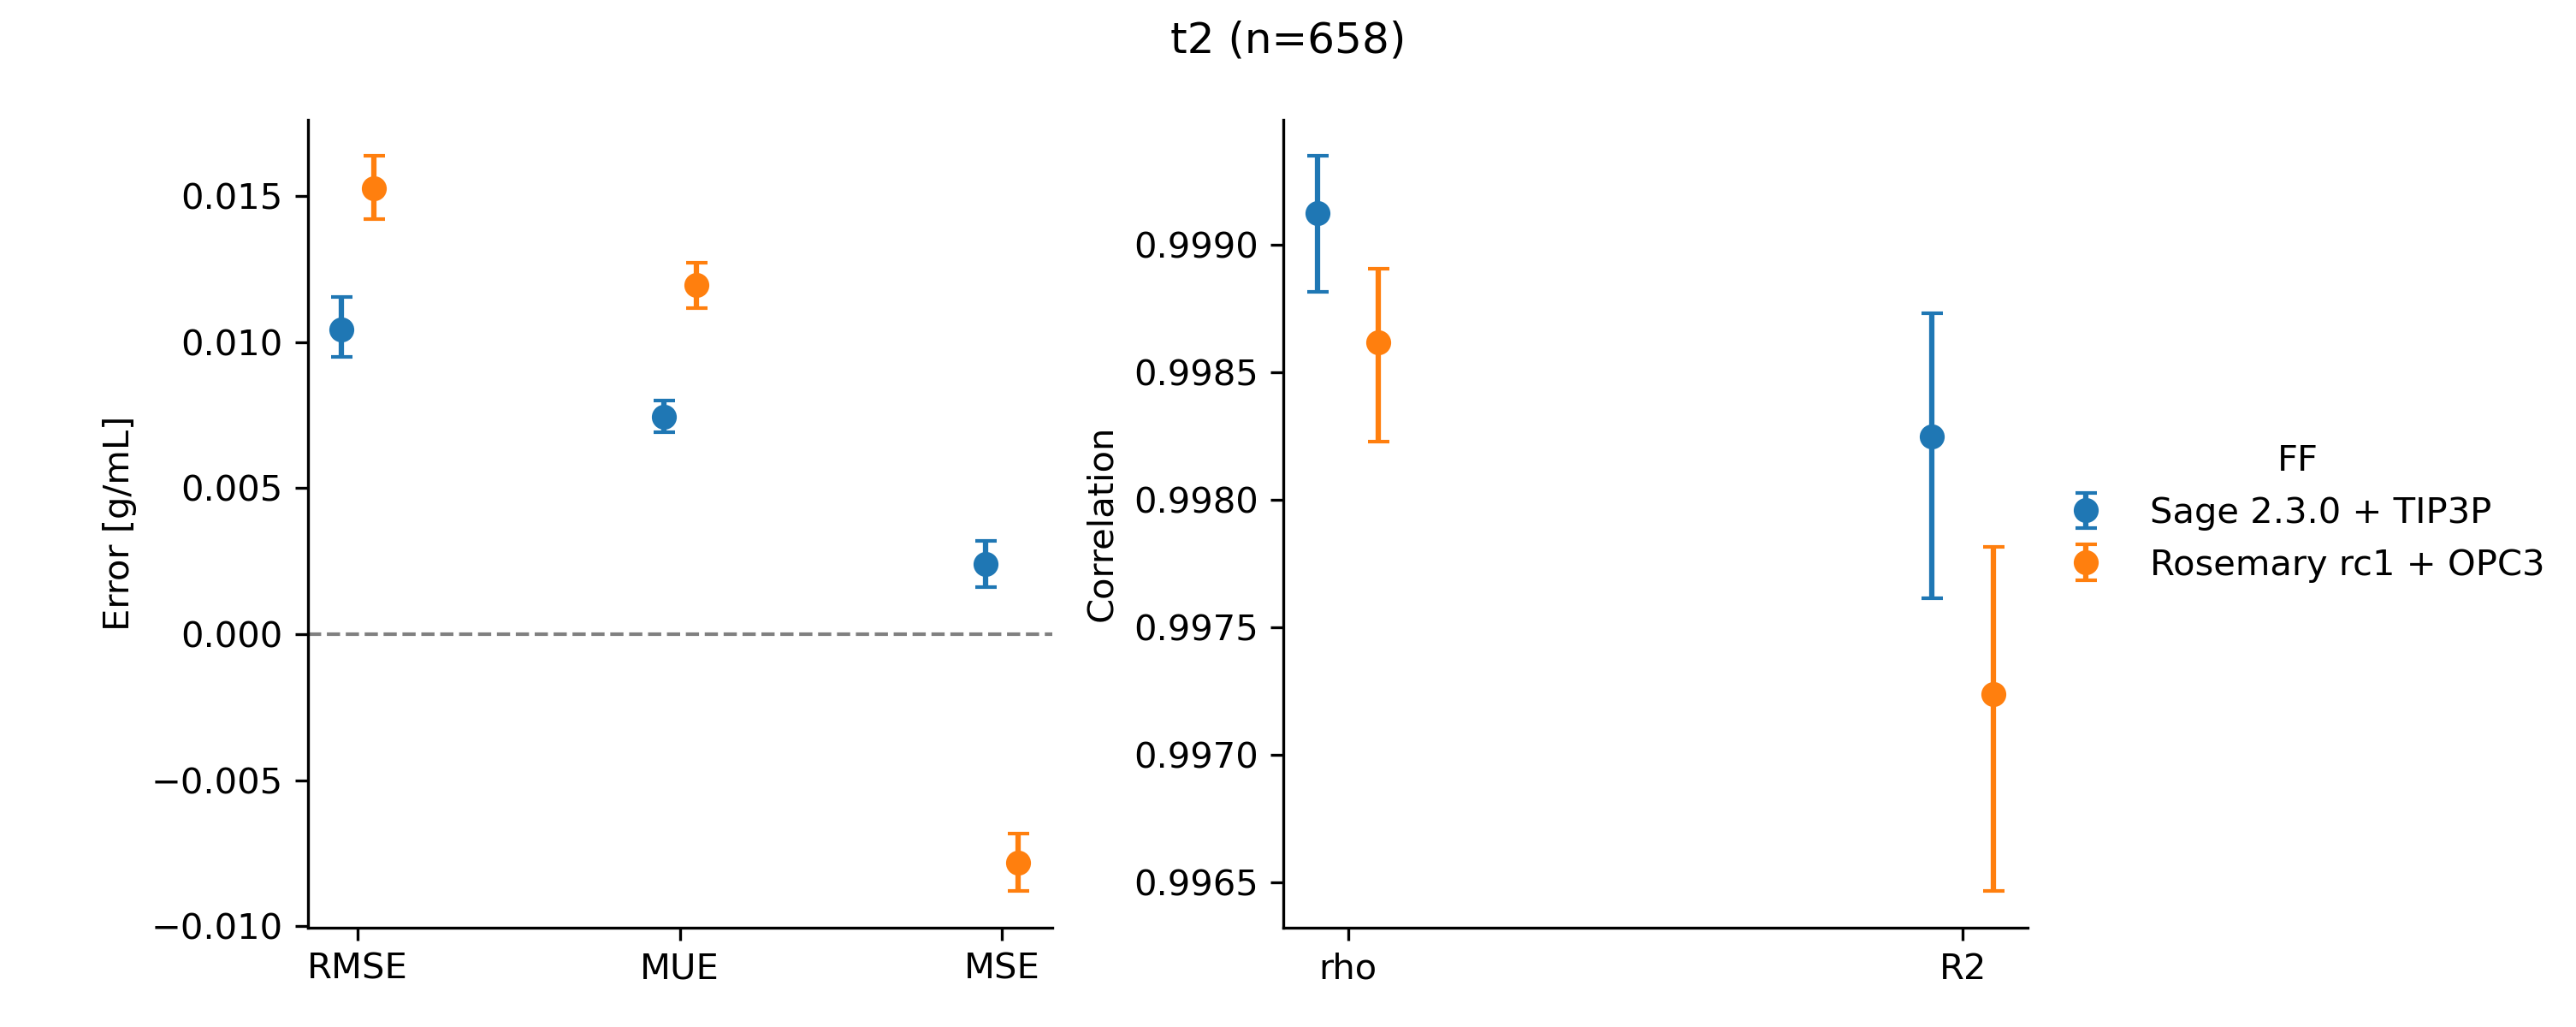 t2 (n=658)
Error [g/mL]
0.015
0.010
0.005
0.000
−0.005
−0.010
RMSE
MUE
MSE
Correlation
0.9990
0.9985
0.9980
0.9975
0.9970
0.9965
rho
R2
FF
Sage 2.3.0 + TIP3P
Rosemary rc1 + OPC3